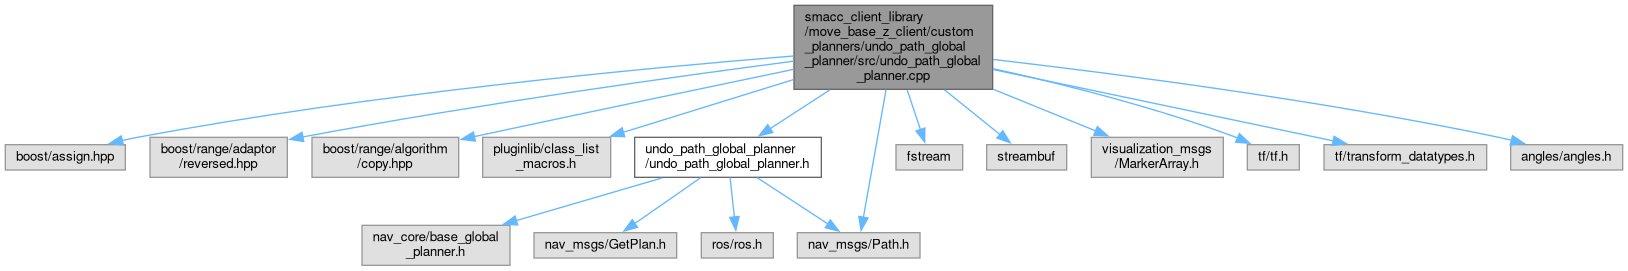 smacc_client_library
/move_base_z_client/custom
_planners/undo_path_global
_planner/src/undo_path_global
_planner.cpp
boost/assign.hpp
boost/range/adaptor
/reversed.hpp
boost/range/algorithm
/copy.hpp
pluginlib/class_list
_macros.h
undo_path_global_planner
/undo_path_global_planner.h
fstream
streambuf
visualization_msgs
/MarkerArray.h
tf/tf.h
tf/transform_datatypes.h
angles/angles.h
nav_core/base_global
_planner.h
nav_msgs/GetPlan.h
ros/ros.h
nav_msgs/Path.h